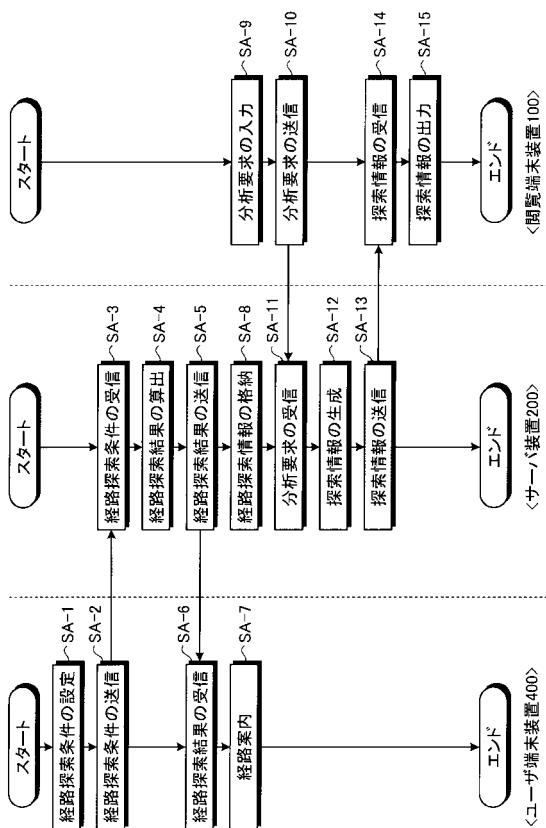 スタート
経路探索条件の設定
SA-1
経路探索条件の送信
SA-2
経路探索結果の受信
SA-6
経路案内
SA-7
エンド
<ユーザ端末装置400>
スタート
経路探索条件の受信
SA-3
経路探索結果の算出
SA-4
経路探索結果の送信
SA-5
経路探索情報の格納
SA-8
分析要求の受信
SA-11
探索情報の生成
SA-12
探索情報の送信
SA-13
エンド
<サーバ装置200>
スタート
分析要求の入力
SA-9
分析要求の送信
SA-10
探索情報の受信
SA-14
探索情報の出力
SA-15
エンド
<閲覧端末装置100>